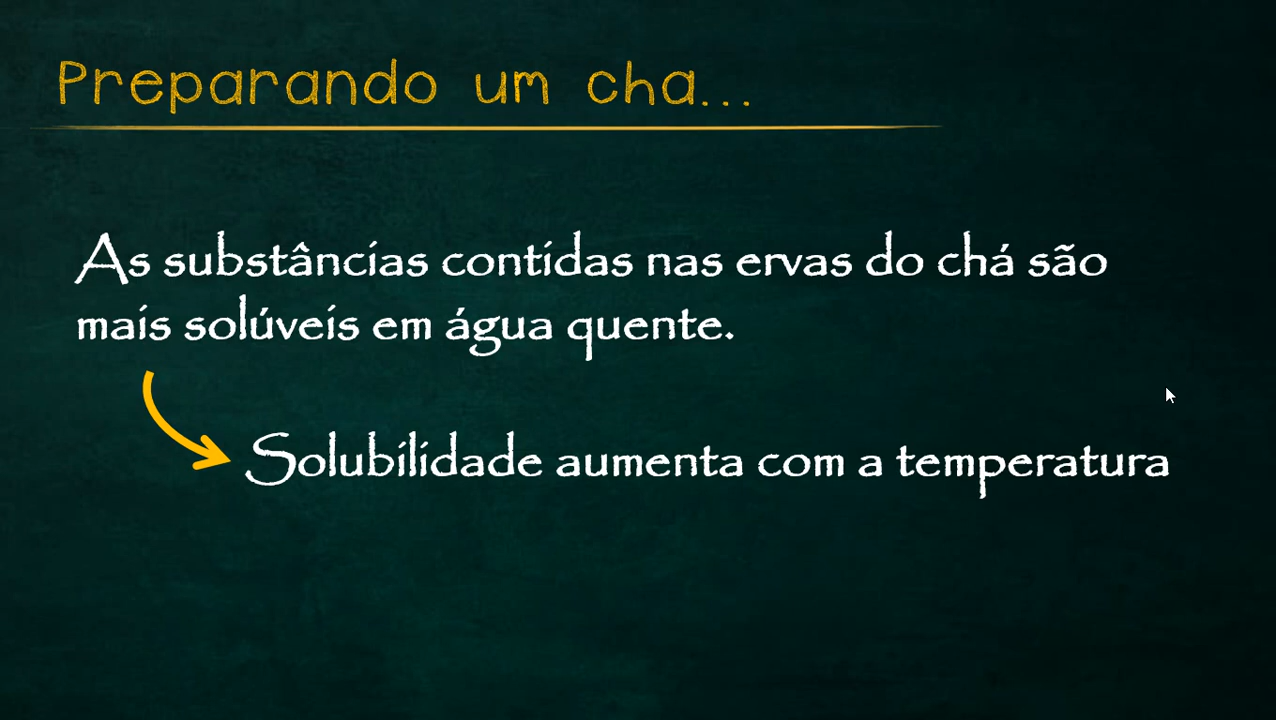 Preparando um cha...
As substâncias contidas nas ervas do chá são
mais solúveis em água quente.
Solubilidade aumenta com a temperatura